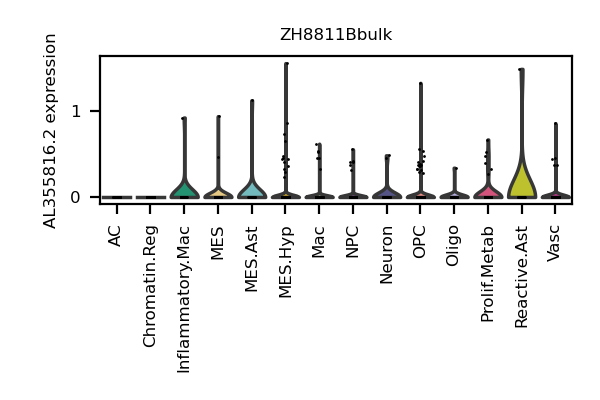 ZH8811Bbulk
AL355816.2 expression
1
0
AC
Chromatin.Reg
Inflammatory.Mac
MES
MES.Ast
MES.Hyp
Mac
NPC
Neuron
OPC
Oligo
Prolif.Metab
Reactive.Ast
Vasc